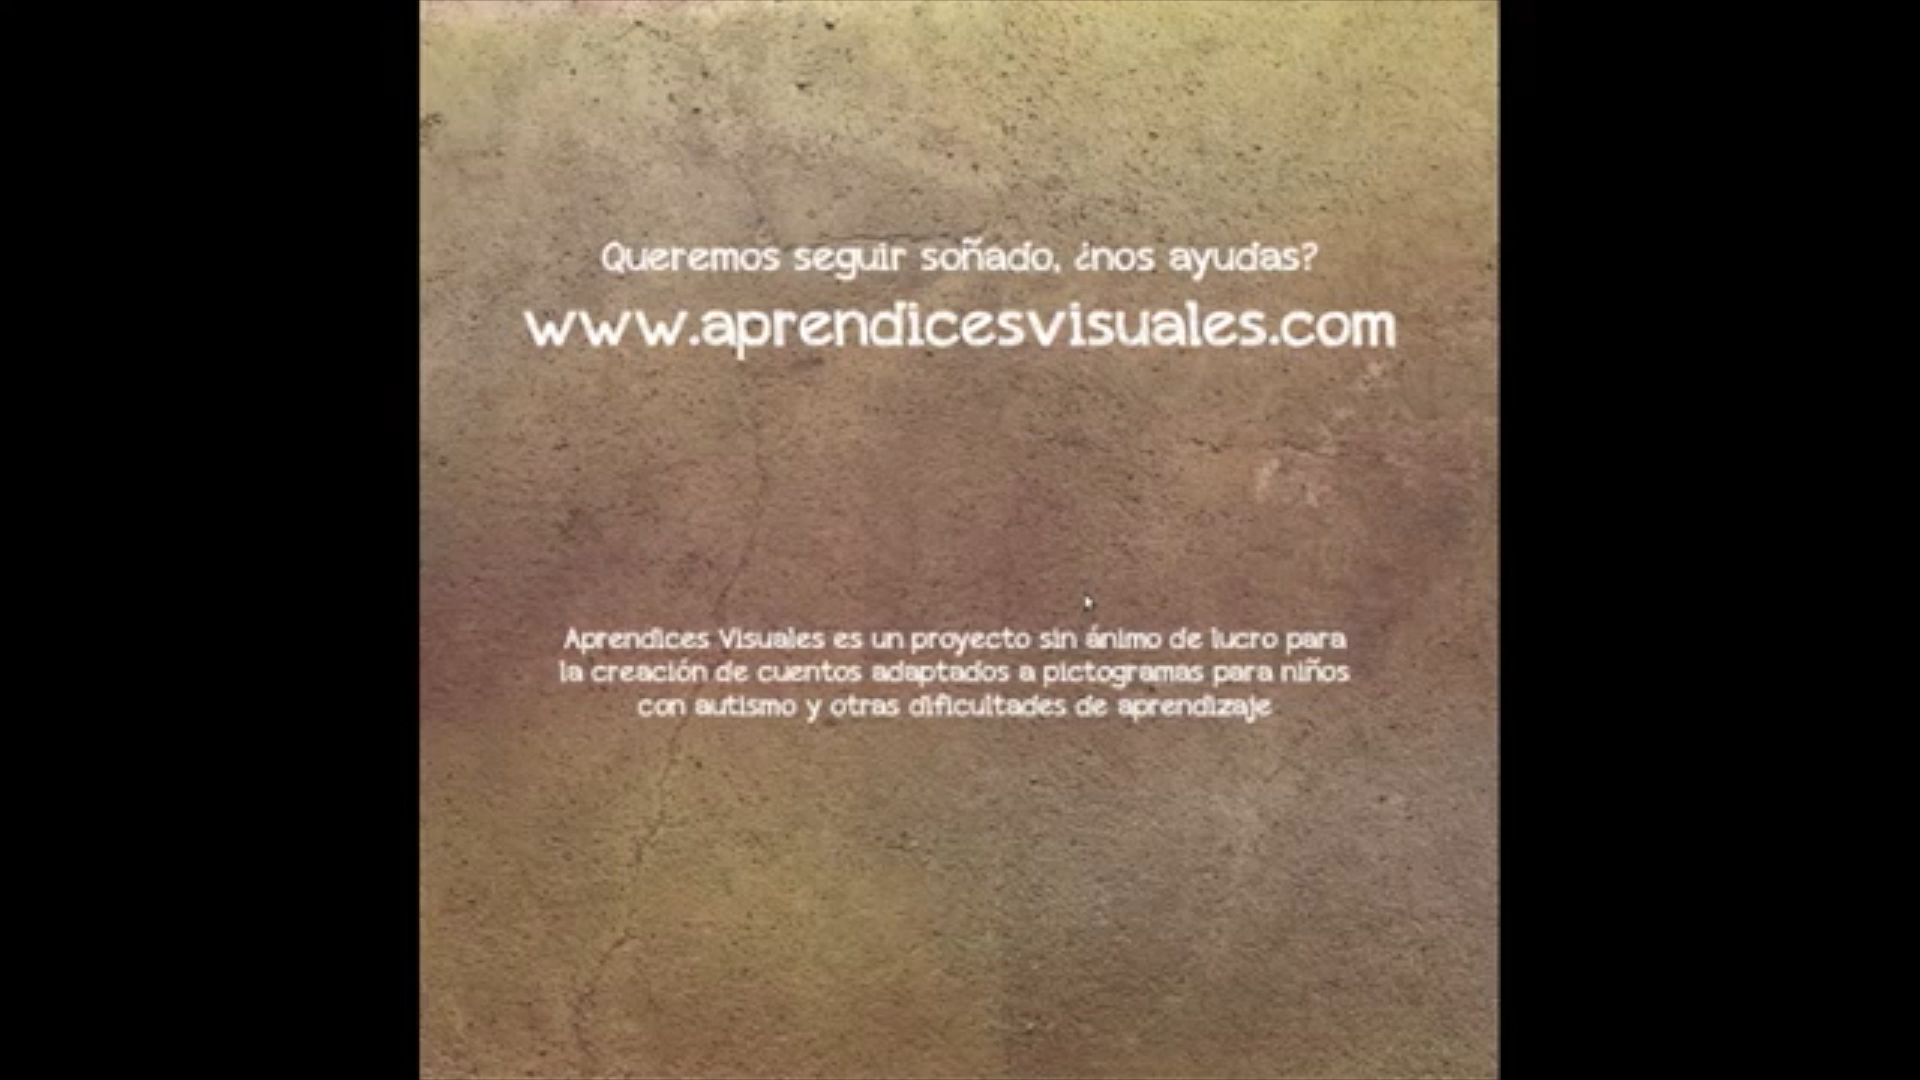 Queremos seguir soñado, ¿nos ayudas?
www.aprendicesvisuales.com
Aprendices Visuales es un proyecto sin ánimo de lucro para
la creación de cuentos adaptados a pictogramas para niños
con autismo y otras dificultades de aprendizaje